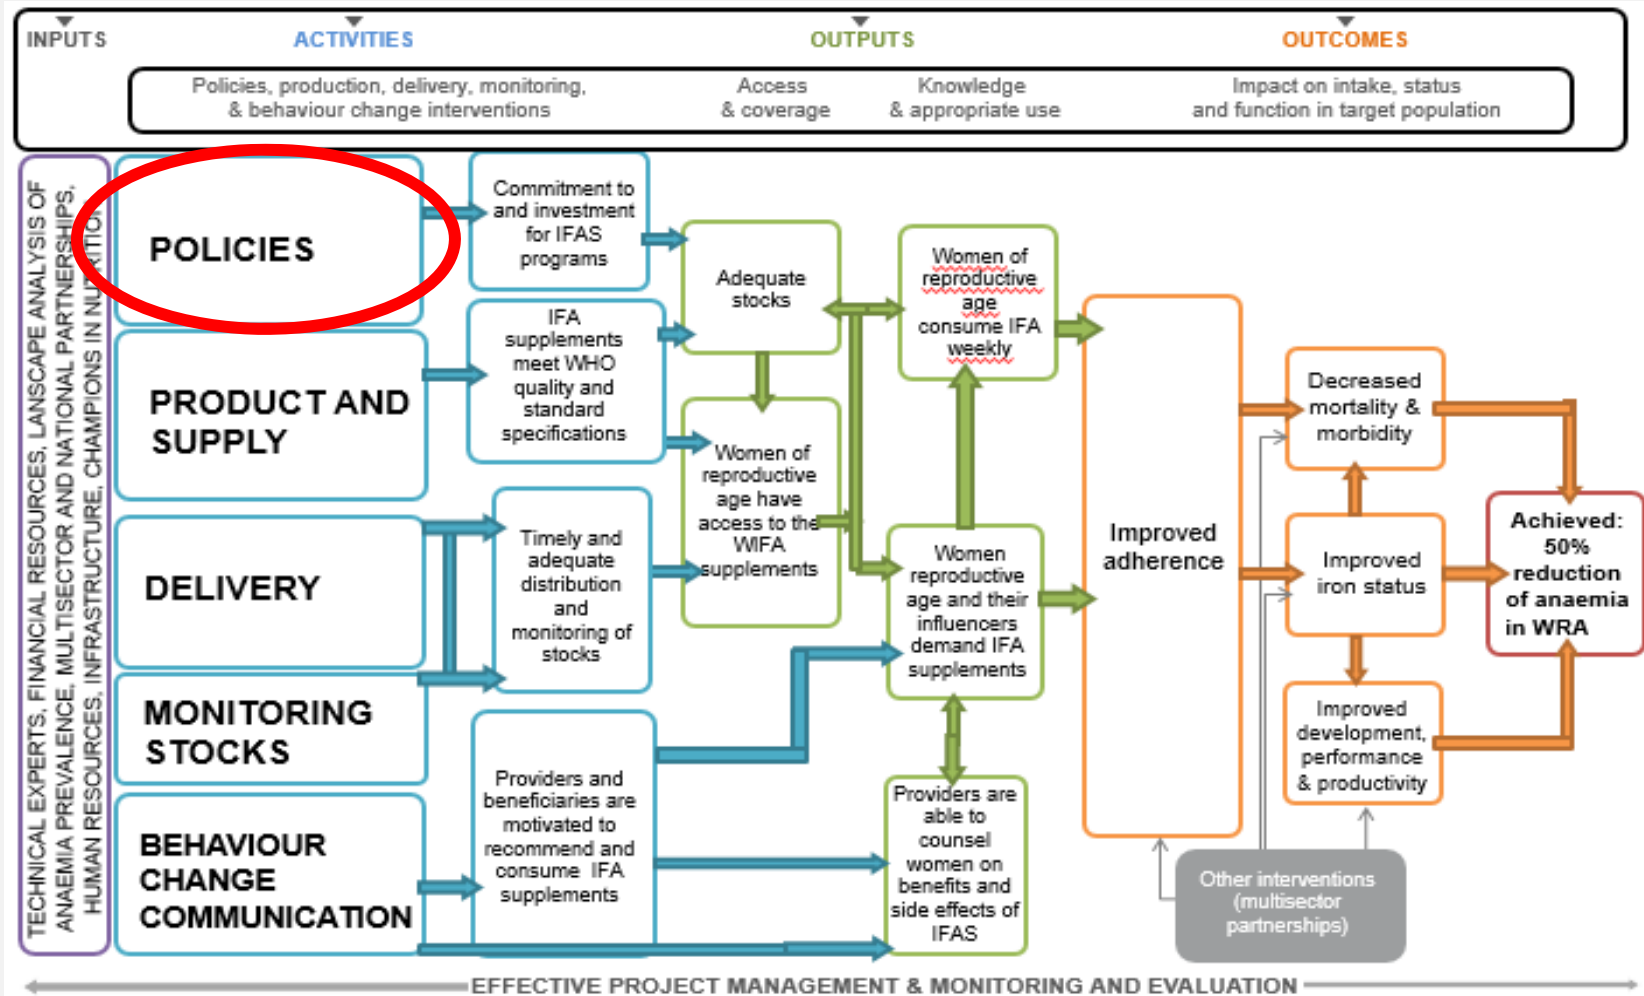 INPUTS
ACTIVITIES
OUTPUTS
OUTCOMES
Policies, production, delivery, monitoring,
& behaviour change interventions
Access
& coverage
Knowledge
& appropriate use
Impact on intake, status
and function in target population
TECHNICAL EXPERTS, FINANCIAL RESOURCES, LANSCAPE ANALYSIS OF
ANAEMIA PREVALENCE, MULTISECTOR AND NATIONAL PARTNERSHIPS,
HUMAN RESOURCES, INFRASTRUCTURE, CHAMPIONS IN NUTRITION
POLICIES
PRODUCT AND
SUPPLY
DELIVERY
MONITORING
STOCKS
BEHAVIOUR
CHANGE
COMMUNICATION
Commitment to
and investment
for IFAS
programs
IFA
supplements
meet WHO
quality and
standard
specifications
Timely and
adequate
distribution
and
monitoring of
stocks
Providers and
beneficiaries are
motivated to
recommend and
consume IFA
supplements
Adequate
stocks
Women of
reproductive
age have
access to the
WIFA
supplements
Women of
reproductive
age
consume IFA
weekly
Women
reproductive
age and their
influencers
demand IFA
supplements
Providers are
able to
counsel
women on
benefits and
side effects of
IFAS
Improved
adherence
Decreased
mortality &
morbidity
Improved
iron status
Improved
development,
performance
& productivity
Achieved:
50%
reduction
of anaemia
in WRA
Other interventions
(multisector
partnerships)
EFFECTIVE PROJECT MANAGEMENT & MONITORING AND EVALUATION